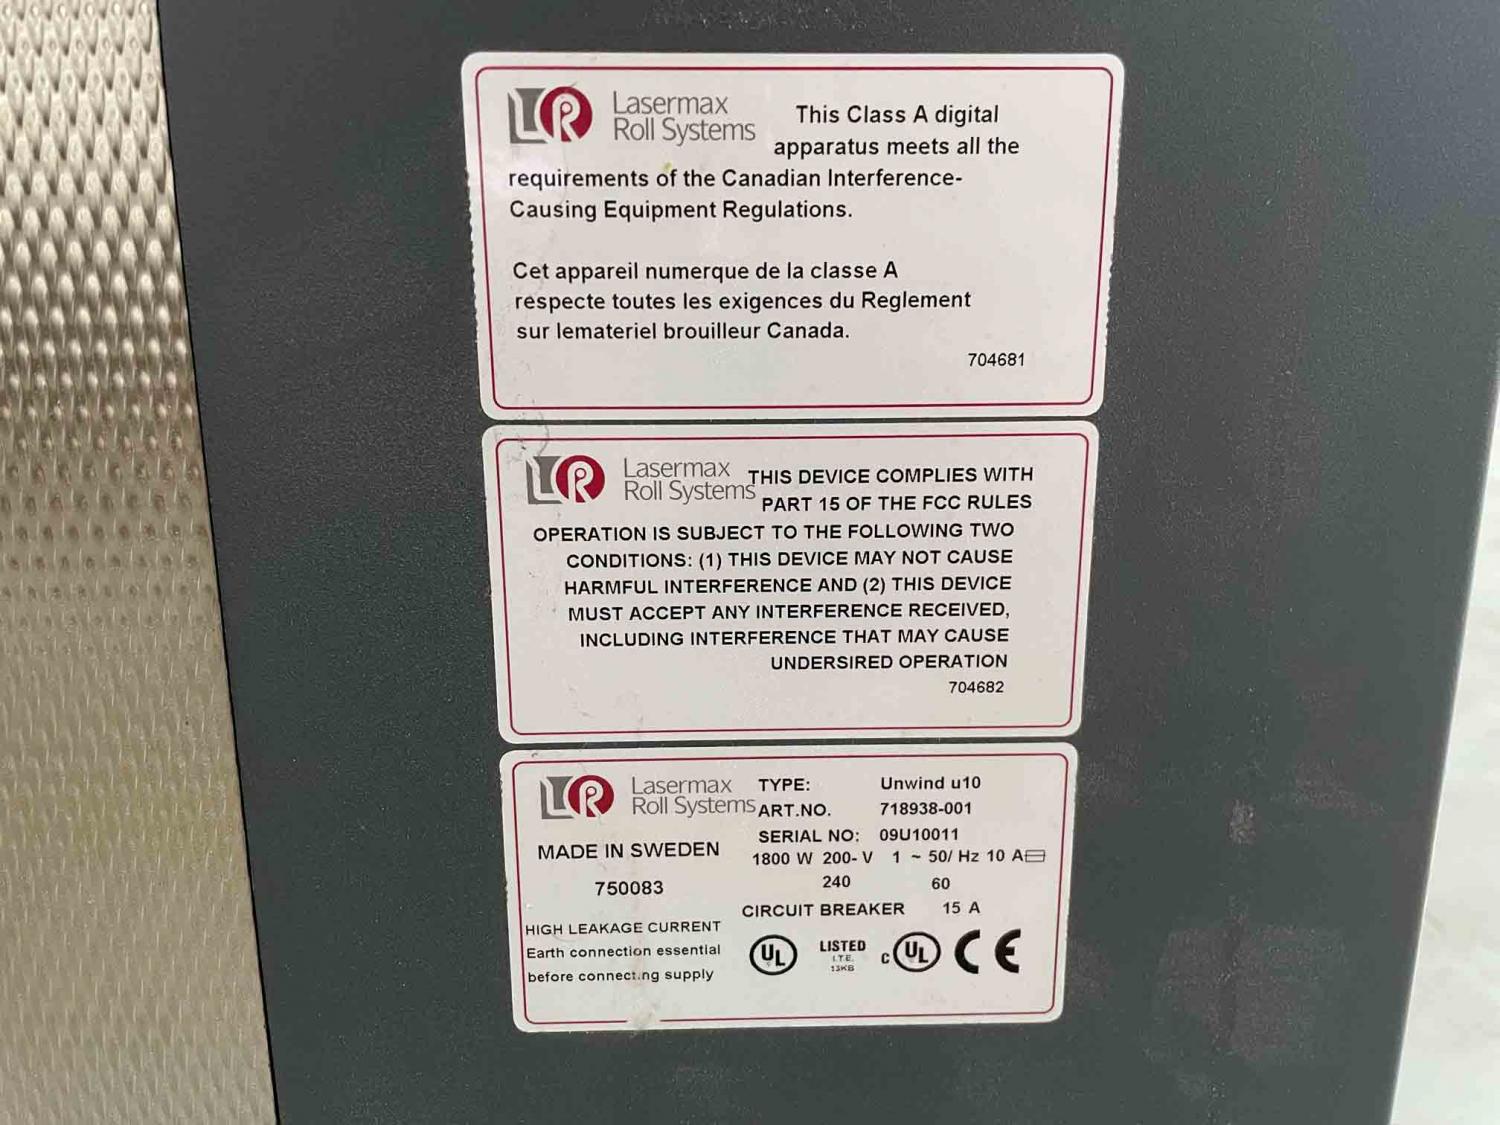 Lasermax
Roll Systems
This Class A digital
apparatus meets all the
requirements of the Canadian Interference-
Causing Equipment Regulations.
Cet appareil numerque de la classe A
respecte toutes les exigences du Reglement
sur lemateriel brouilleur Canada.
704681
Lasermax
Roll Systems
THIS DEVICE COMPLIES WITH
PART 15 OF THE FCC RULES
OPERATION IS SUBJECT TO THE FOLLOWING TWO
CONDITIONS: (1) THIS DEVICE MAY NOT CAUSE
HARMFUL INTERFERENCE AND (2) THIS DEVICE
MUST ACCEPT ANY INTERFERENCE RECEIVED,
INCLUDING INTERFERENCE THAT MAY CAUSE
UNDERSIRED OPERATION
704682
Lasermax
Roll Systems
MADE IN SWEDEN
750083
HIGH LEAKAGE CURRENT
Earth connection essential
before connecting supply
TYPE: Unwind u10
ART.NO. 718938-001
SERIAL NO: 09U10011
1800 W 200- V 1 ~ 50/ Hz 10 A
240 60
CIRCUIT BREAKER 15 A
UL LISTED c UL CE
I.T.E.
13KB